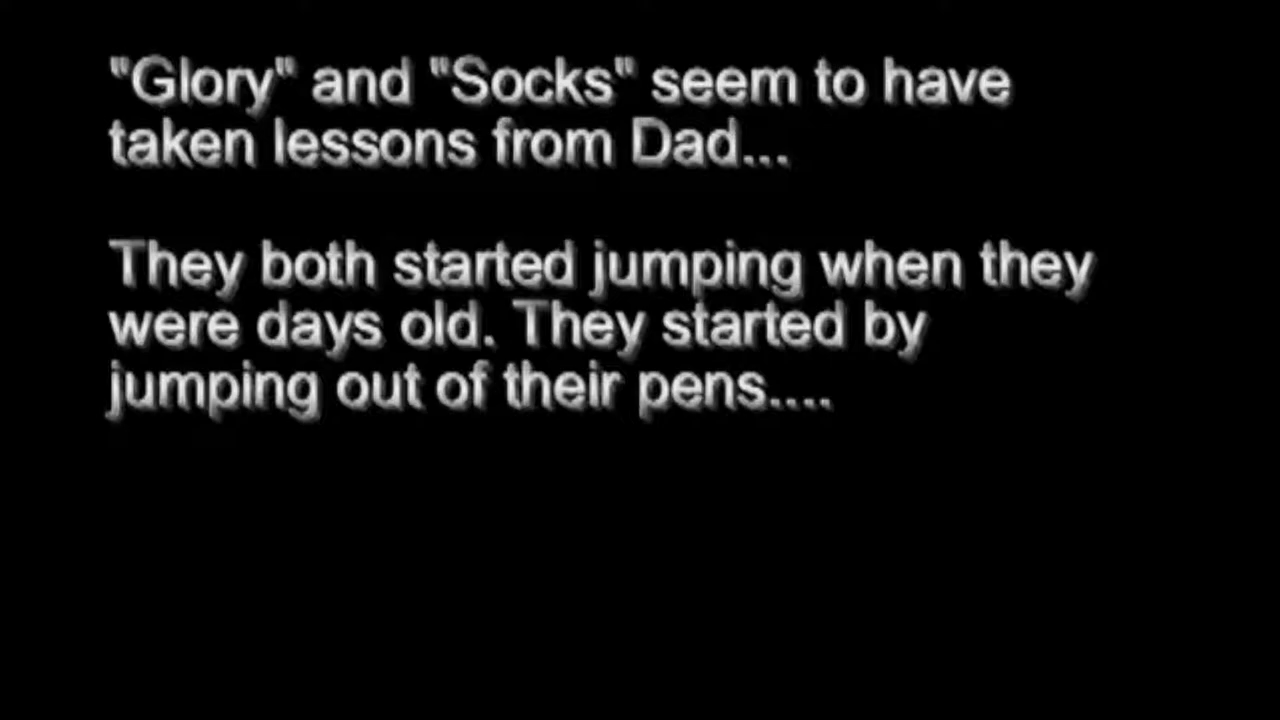 "Glory" and "Socks" seem to have
taken lessons from Dad...
They both started jumping when they
were days old. They started by
jumping out of their pens....